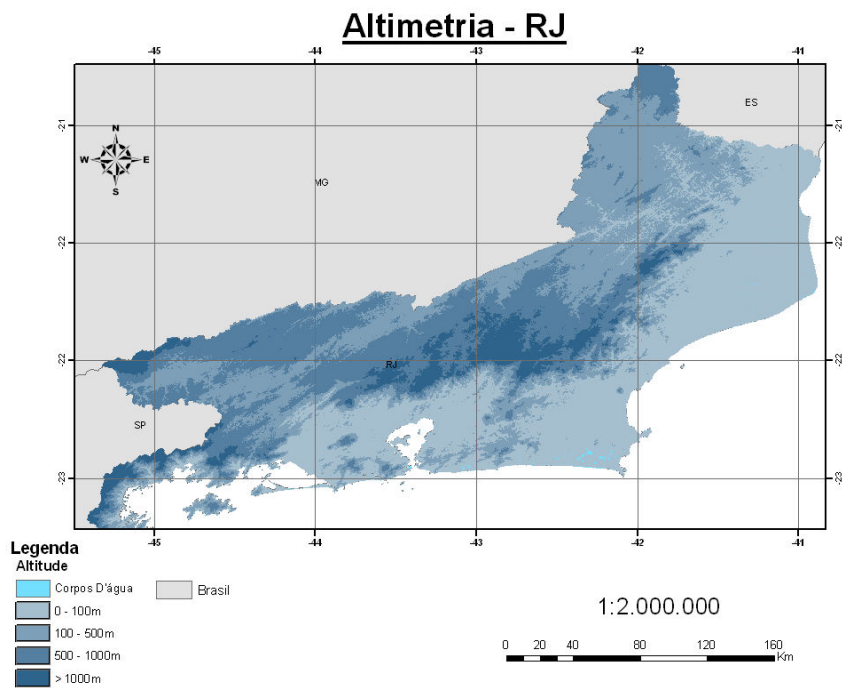 Altimetria - RJ
-45 -44 -43 -42 -41
-21 ES -21
N
W E
S
MG
-22 -22
-22 RJ -22
SP
-23 -23
-45 -44 -43 -42 -41
Legenda
Altitude
Corpos D'água Brasil
0 - 100m
100 - 500m
500 - 1000m
> 1000m
1:2.000.000
0 10 20 30 40 80 120 160
Km